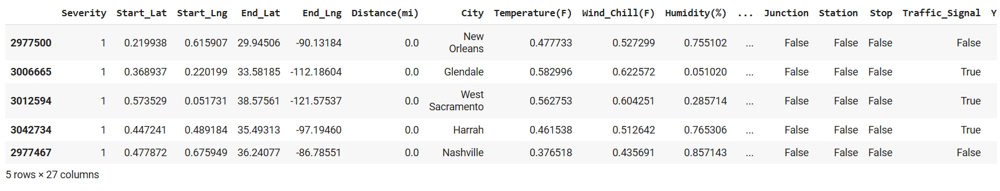 Severity Start_Lat Start_Lng End_Lat End_Lng Distance(mi) City Temperature(F) Wind_Chill(F) Humidity(%) ... Junction Station Stop Traffic_Signal
2977500 1 0.219938 0.615907 29.94506 -90.13184 0.0 New Orleans 0.477733 0.527299 0.755102 ... False False False False
3006665 1 0.368937 0.220199 33.58185 -112.18604 0.0 Glendale 0.582996 0.622572 0.051020 ... False False False True
3012594 1 0.573529 0.051731 38.57561 -121.57537 0.0 West Sacramento 0.562753 0.604251 0.285714 ... False False False True
3042734 1 0.447241 0.489184 35.49313 -97.19460 0.0 Harrah 0.461538 0.512642 0.765306 ... False False False True
2977467 1 0.477872 0.675949 36.24077 -86.78551 0.0 Nashville 0.376518 0.435691 0.857143 ... False False False False
5 rows × 27 columns